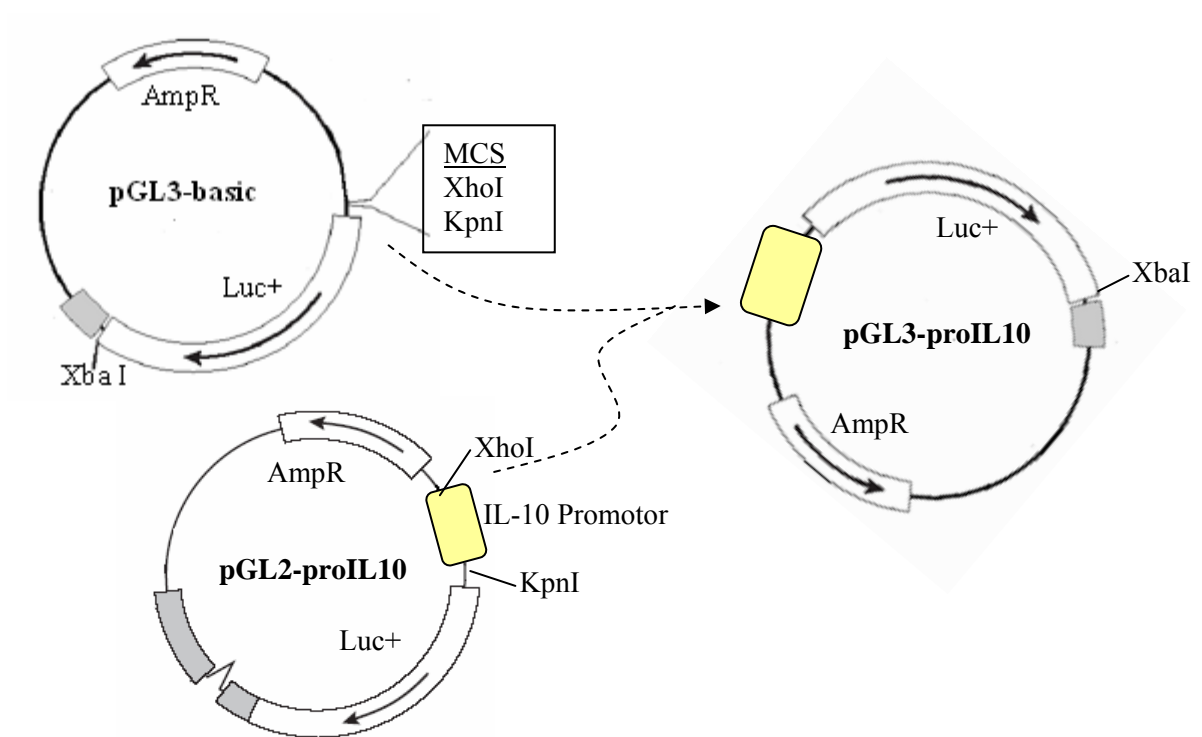 AmpR
pGL3-basic
MCS
XhoI
KpnI
Luc+
XbaI
Luc+
XbaI
pGL3-proIL10
AmpR
AmpR
XhoI
IL-10 Promotor
pGL2-proIL10
KpnI
Luc+